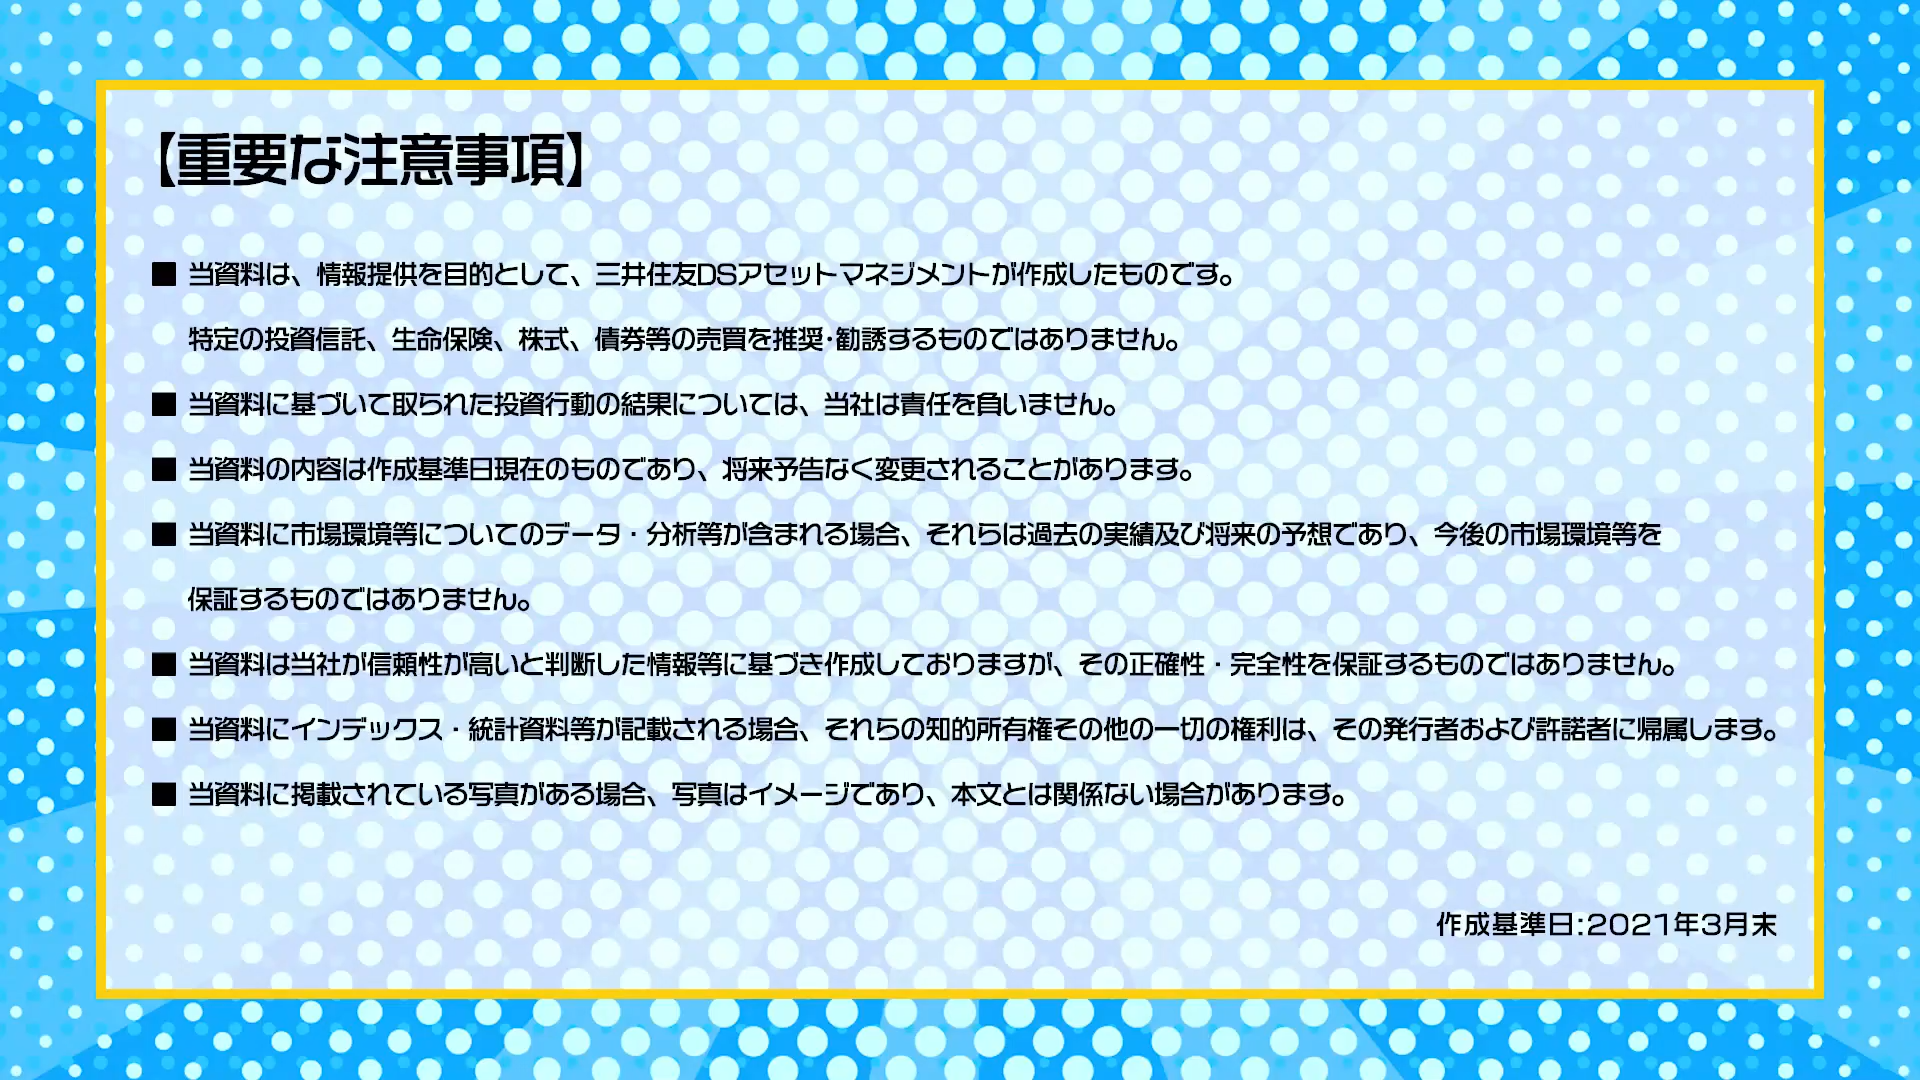 【重要な注意事項】
■ 当資料は、情報提供を目的として、三井住友DSアセットマネジメントが作成したものです。
特定の投資信託、生命保険、株式、債券等の売買を推奨・勧誘するものではありません。
■ 当資料に基づいて取られた投資行動の結果については、当社は責任を負いません。
■ 当資料の内容は作成基準日現在のものであり、将来予告なく変更されることがあります。
■ 当資料に市場環境等についてのデータ・分析等が含まれる場合、それらは過去の実績及び将来の予想であり、今後の市場環境等を
保証するものではありません。
■ 当資料は当社が信頼性が高いと判断した情報等に基づき作成しておりますが、その正確性・完全性を保証するものではありません。
■ 当資料にインデックス・統計資料等が記載される場合、それらの知的所有権その他の一切の権利は、その発行者および許諾者に帰属します。
■ 当資料に掲載されている写真がある場合、写真はイメージであり、本文とは関係ない場合があります。
作成基準日:2021年3月末